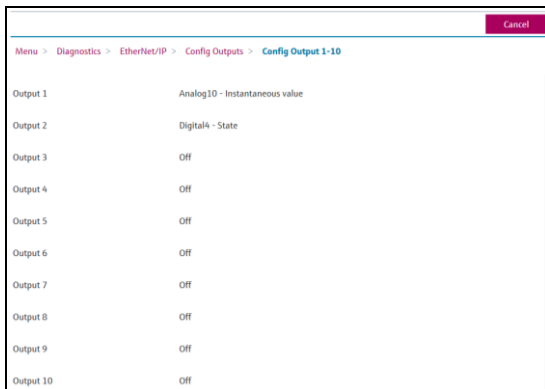 Cancel
Menu > Diagnostics > EtherNet/IP > Config Outputs > Config Output 1-10
Output 1 Analog10 - Instantaneous value
Output 2 Digital4 - State
Output 3 Off
Output 4 Off
Output 5 Off
Output 6 Off
Output 7 Off
Output 8 Off
Output 9 Off
Output 10 Off